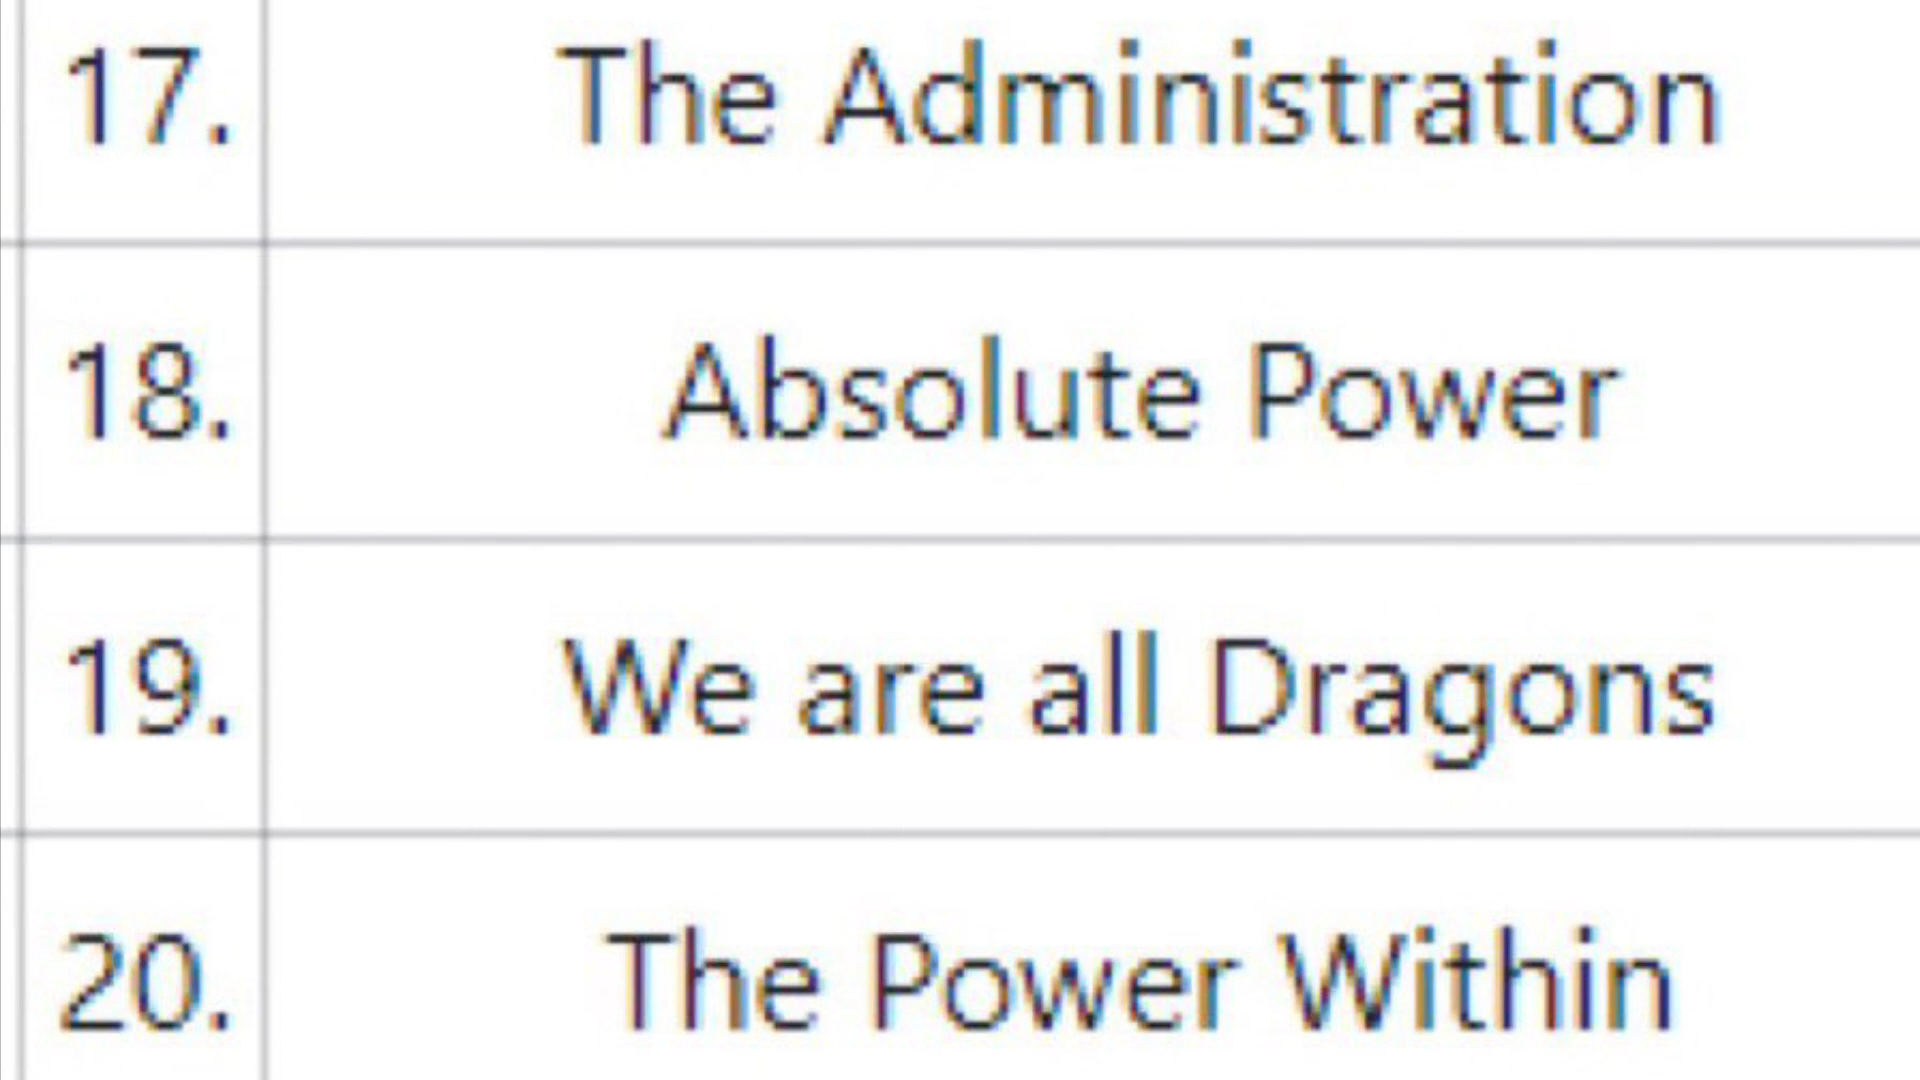 17. The Administration
18. Absolute Power
19. We are all Dragons
20. The Power Within